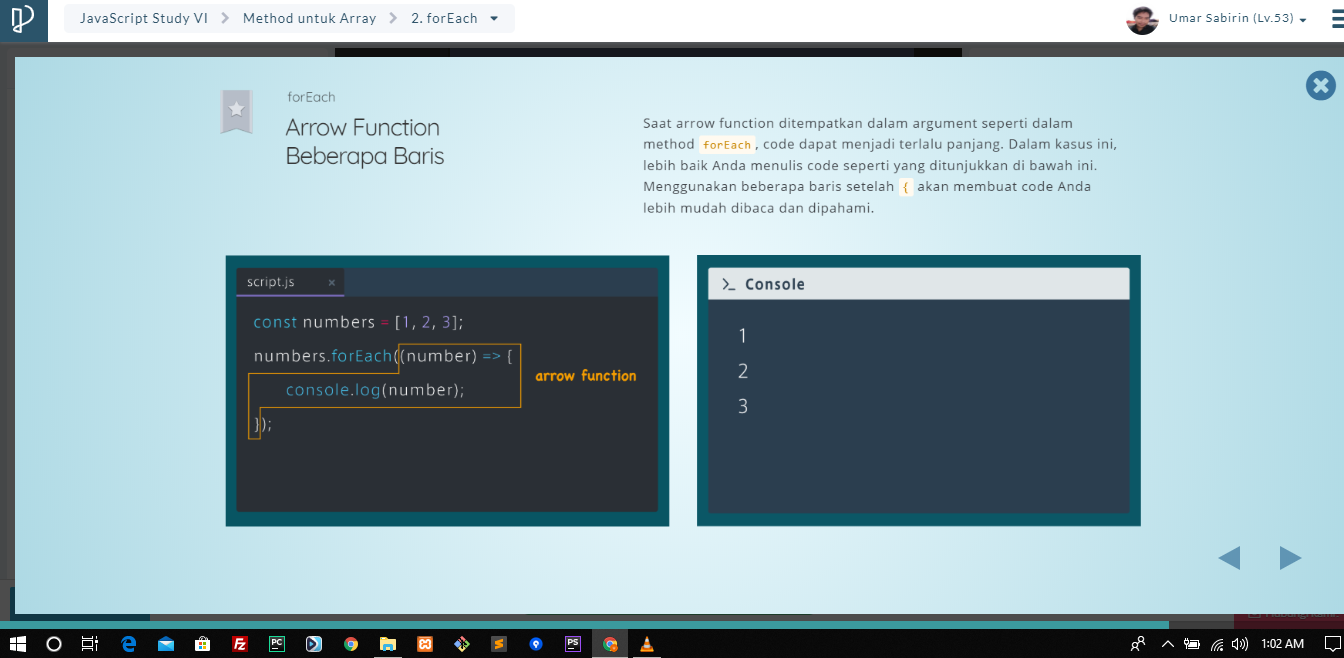 JavaScript Study VI > Method untuk Array > 2. forEach
Umar Sabirin (Lv.53)
forEach
Arrow Function
Beberapa Baris
Saat arrow function ditempatkan dalam argument seperti dalam
method forEach, code dapat menjadi terlalu panjang. Dalam kasus ini,
lebih baik Anda menulis code seperti yang ditunjukkan di bawah ini.
Menggunakan beberapa baris setelah { akan membuat code Anda
lebih mudah dibaca dan dipahami.
script.js ×
const numbers = [1, 2, 3];
numbers.forEach((number) => {
console.log(number);
});
arrow function
>_ Console
1
2
3
1:02 AM